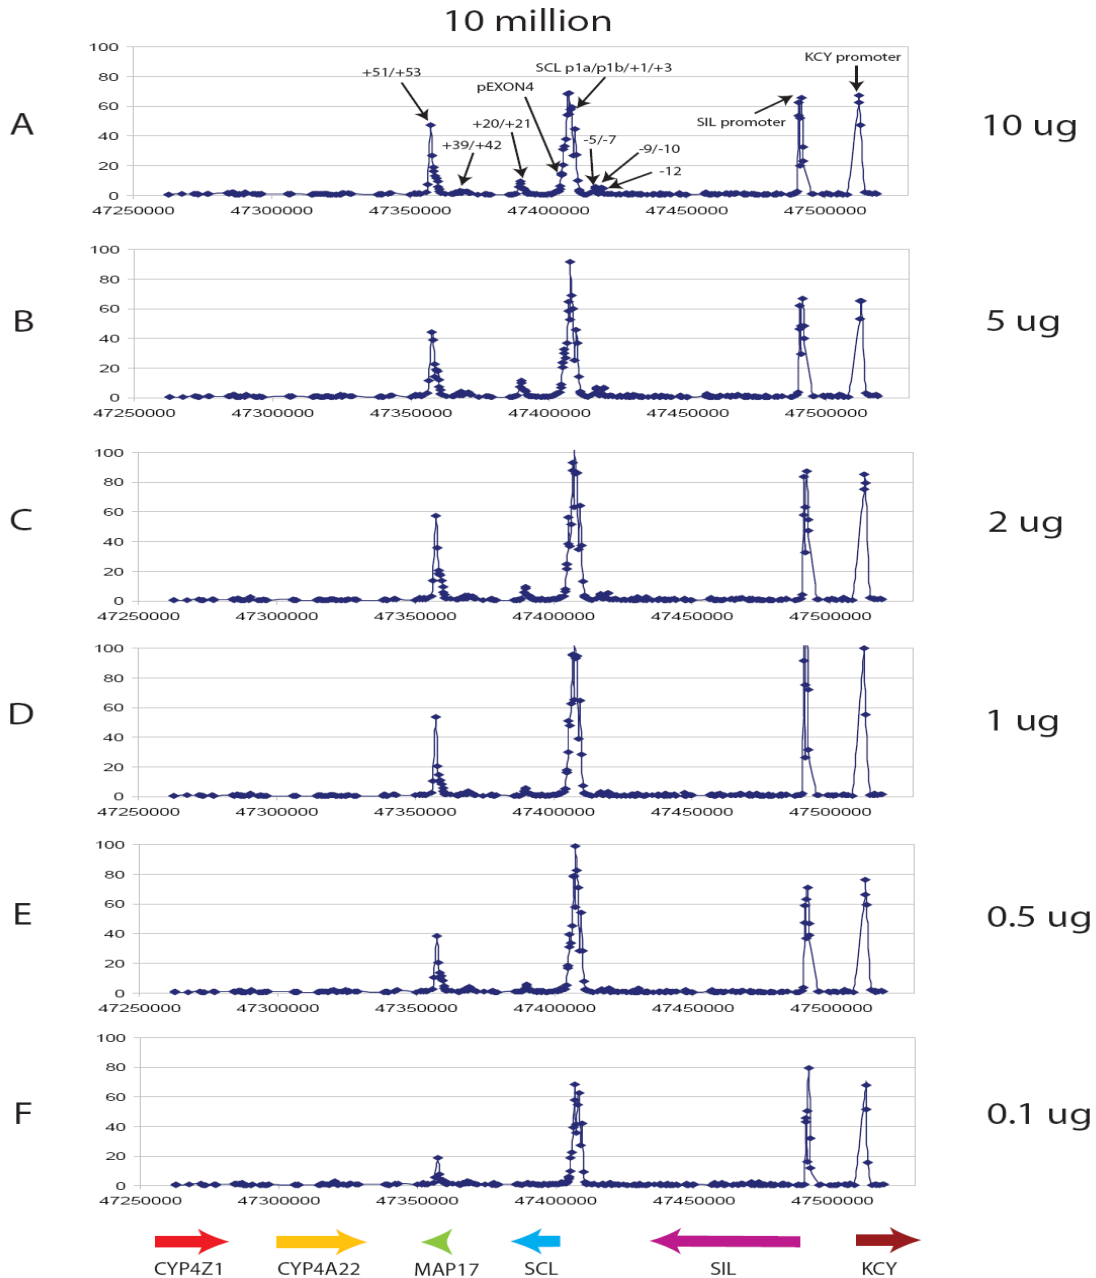 10 million
A
100
80
60
40
20
0
47250000 47300000 47350000 47400000 47450000 47500000
+51/+53
pEXON4
SCL p1a/p1b/+1/+3
KCY promoter
+39/+42
+20/+21
-5/-7
-9/-10
-12
SIL promoter
10 ug
B
100
80
60
40
20
0
47250000 47300000 47350000 47400000 47450000 47500000
5 ug
C
100
80
60
40
20
0
47250000 47300000 47350000 47400000 47450000 47500000
2 ug
D
100
80
60
40
20
0
47250000 47300000 47350000 47400000 47450000 47500000
1 ug
E
100
80
60
40
20
0
47250000 47300000 47350000 47400000 47450000 47500000
0.5 ug
F
100
80
60
40
20
0
47250000 47300000 47350000 47400000 47450000 47500000
0.1 ug
CYP4Z1 CYP4A22 MAP17 SCL SIL KCY